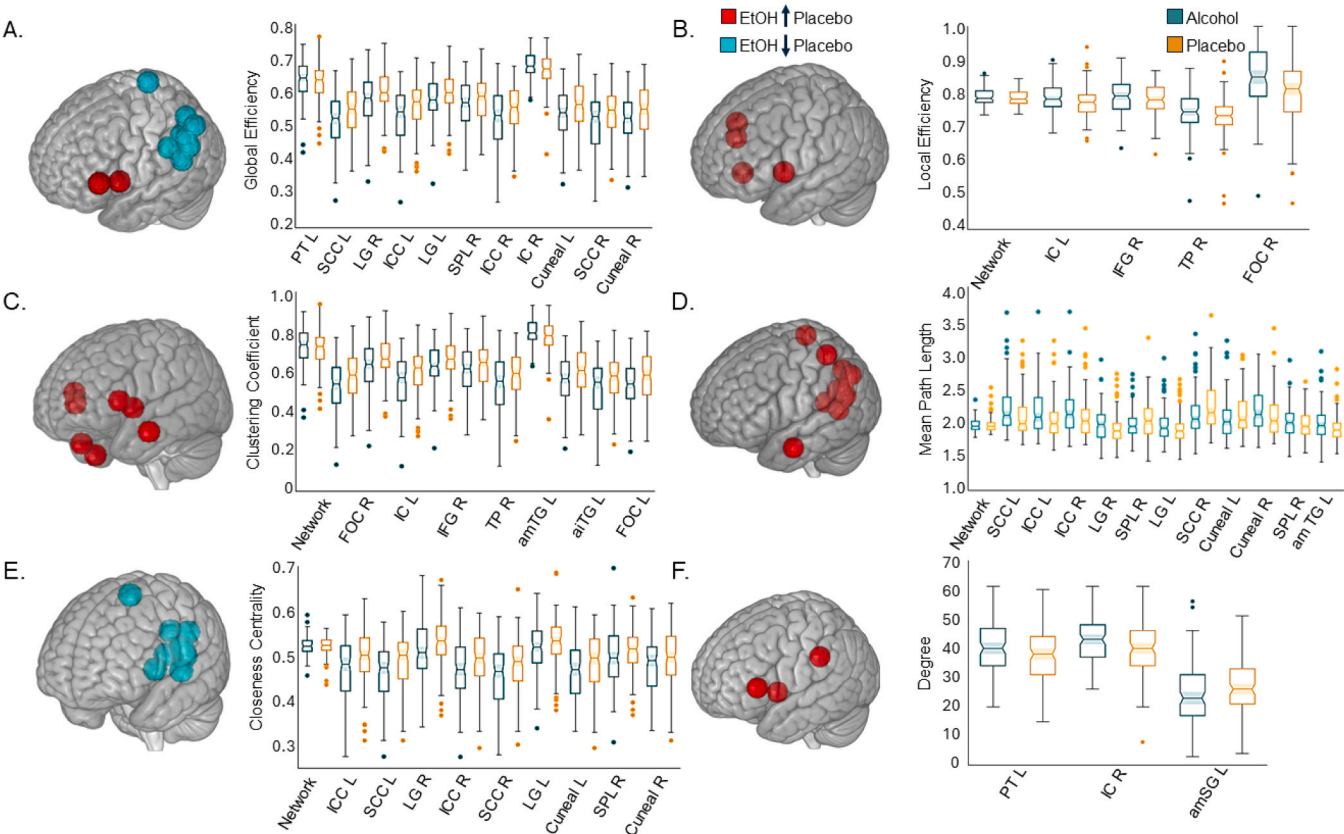 A.
Global Efficiency
0.8
0.7
0.6
0.5
0.4
0.3
0.2
PT L
SCC L
LG R
ICC L
LG L
SPL R
ICC R
IC R
Cuneal L
SCC R
Cuneal R
EtOH Placebo
EtOH Placebo
B.
Alcohol
Placebo
Local Efficiency
1.0
0.9
0.8
0.7
0.6
0.5
0.4
Network
IC L
IFG R
TP R
FOC R
C.
Clustering Coefficient
1.0
0.8
0.6
0.4
0.2
0
Network
FOC R
IC L
IFG R
TP R
amTG L
aiTG L
FOC L
D.
Mean Path Length
4.0
3.5
3.0
2.5
2.0
1.5
1.0
Network
SCC L
ICC L
ICC R
LG R
SPL R
LG L
SCC R
Cuneal L
Cuneal R
SPL R
am TG L
E.
Closeness Centrality
0.7
0.6
0.5
0.4
0.3
Network
ICC L
SCC L
LG R
ICC R
SCC R
LG L
Cuneal L
SPL R
Cuneal R
F.
Degree
70
60
50
40
30
20
10
0
PT L
IC R
amSG L